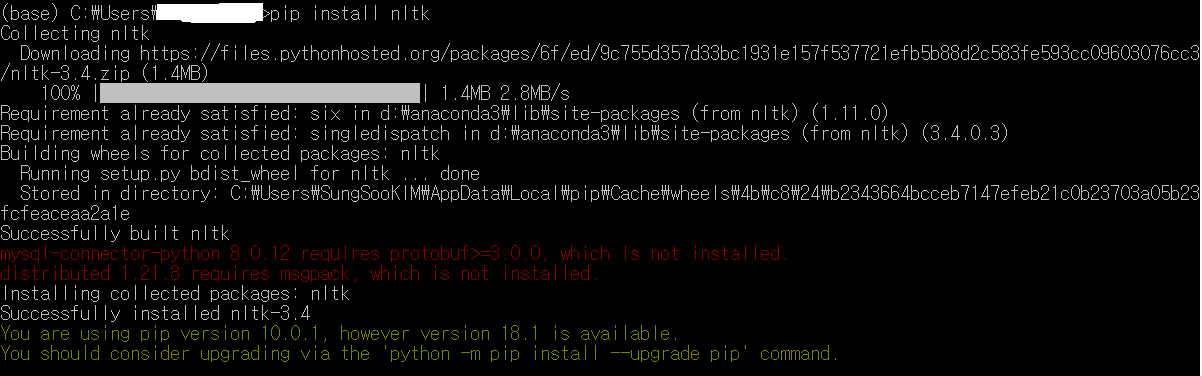 (base) C:₩Users₩>pip install nltk
Collecting nltk
  Downloading https://files.pythonhosted.org/packages/6f/ed/9c755d357d33bc1931e157f537721efb5b88d2c583fe593cc09603076cc3
/nltk-3.4.zip (1.4MB)
    100% || 1.4MB 2.8MB/s
Requirement already satisfied: six in d:₩anaconda3₩lib₩site-packages (from nltk) (1.11.0)
Requirement already satisfied: singledispatch in d:₩anaconda3₩lib₩site-packages (from nltk) (3.4.0.3)
Building wheels for collected packages: nltk
  Running setup.py bdist_wheel for nltk ... done
  Stored in directory: C:₩Users₩SungSooKIM₩AppData₩Local₩pip₩Cache₩wheels₩4b₩c8₩24₩b2343664bcceb7147efeb21c0b23703a05b23
fcfeaceaa2a1e
Successfully built nltk
mysql-connector-python 8.0.12 requires protobuf>=3.0.0, which is not installed.
distributed 1.21.8 requires msgpack, which is not installed.
Installing collected packages: nltk
Successfully installed nltk-3.4
You are using pip version 10.0.1, however version 18.1 is available.
You should consider upgrading via the 'python -m pip install --upgrade pip' command.